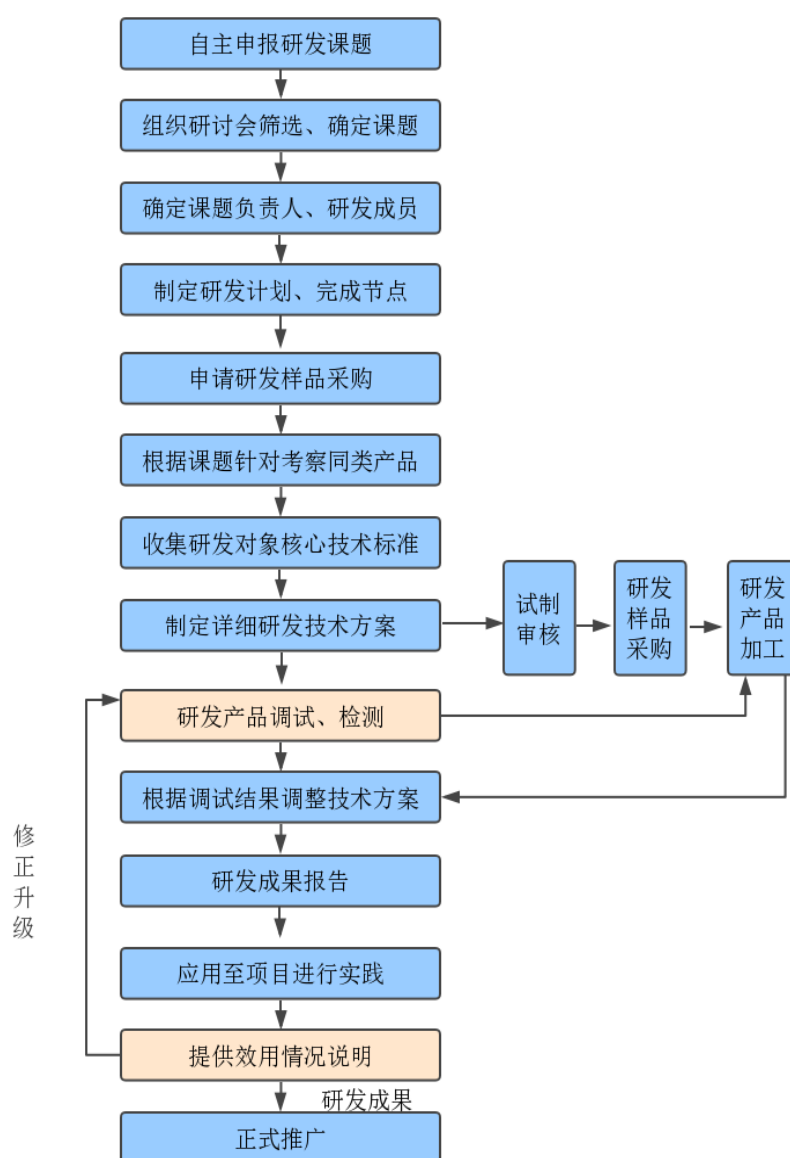 自主申报研发课题
组织研讨会筛选、确定课题
确定课题负责人、研发成员
制定研发计划、完成节点
申请研发样品采购
根据课题针对考察同类产品
收集研发对象核心技术标准
制定详细研发技术方案
试制
审核
研发
样品
采购
研发
产品
加工
研发产品调试、检测
根据调试结果调整技术方案
研发成果报告
应用至项目进行实践
提供效用情况说明
修
正
升
级
研发成果
正式推广